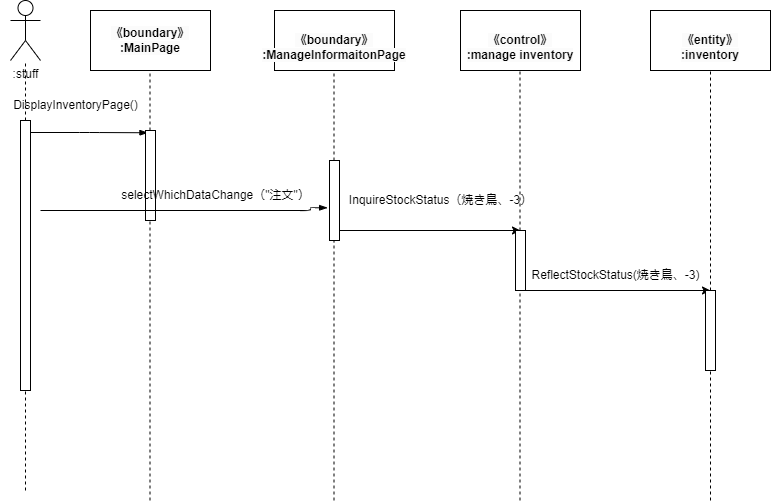 《boundary》
:MainPage
《boundary》
:ManageInformaitonPage
《control》
:manage inventory
《entity》
:inventory
:stuff
DisplayInventoryPage()
selectWhichDataChange（"注文"）
InquireStockStatus（焼き鳥、-3）
ReflectStockStatus(焼き鳥、-3)